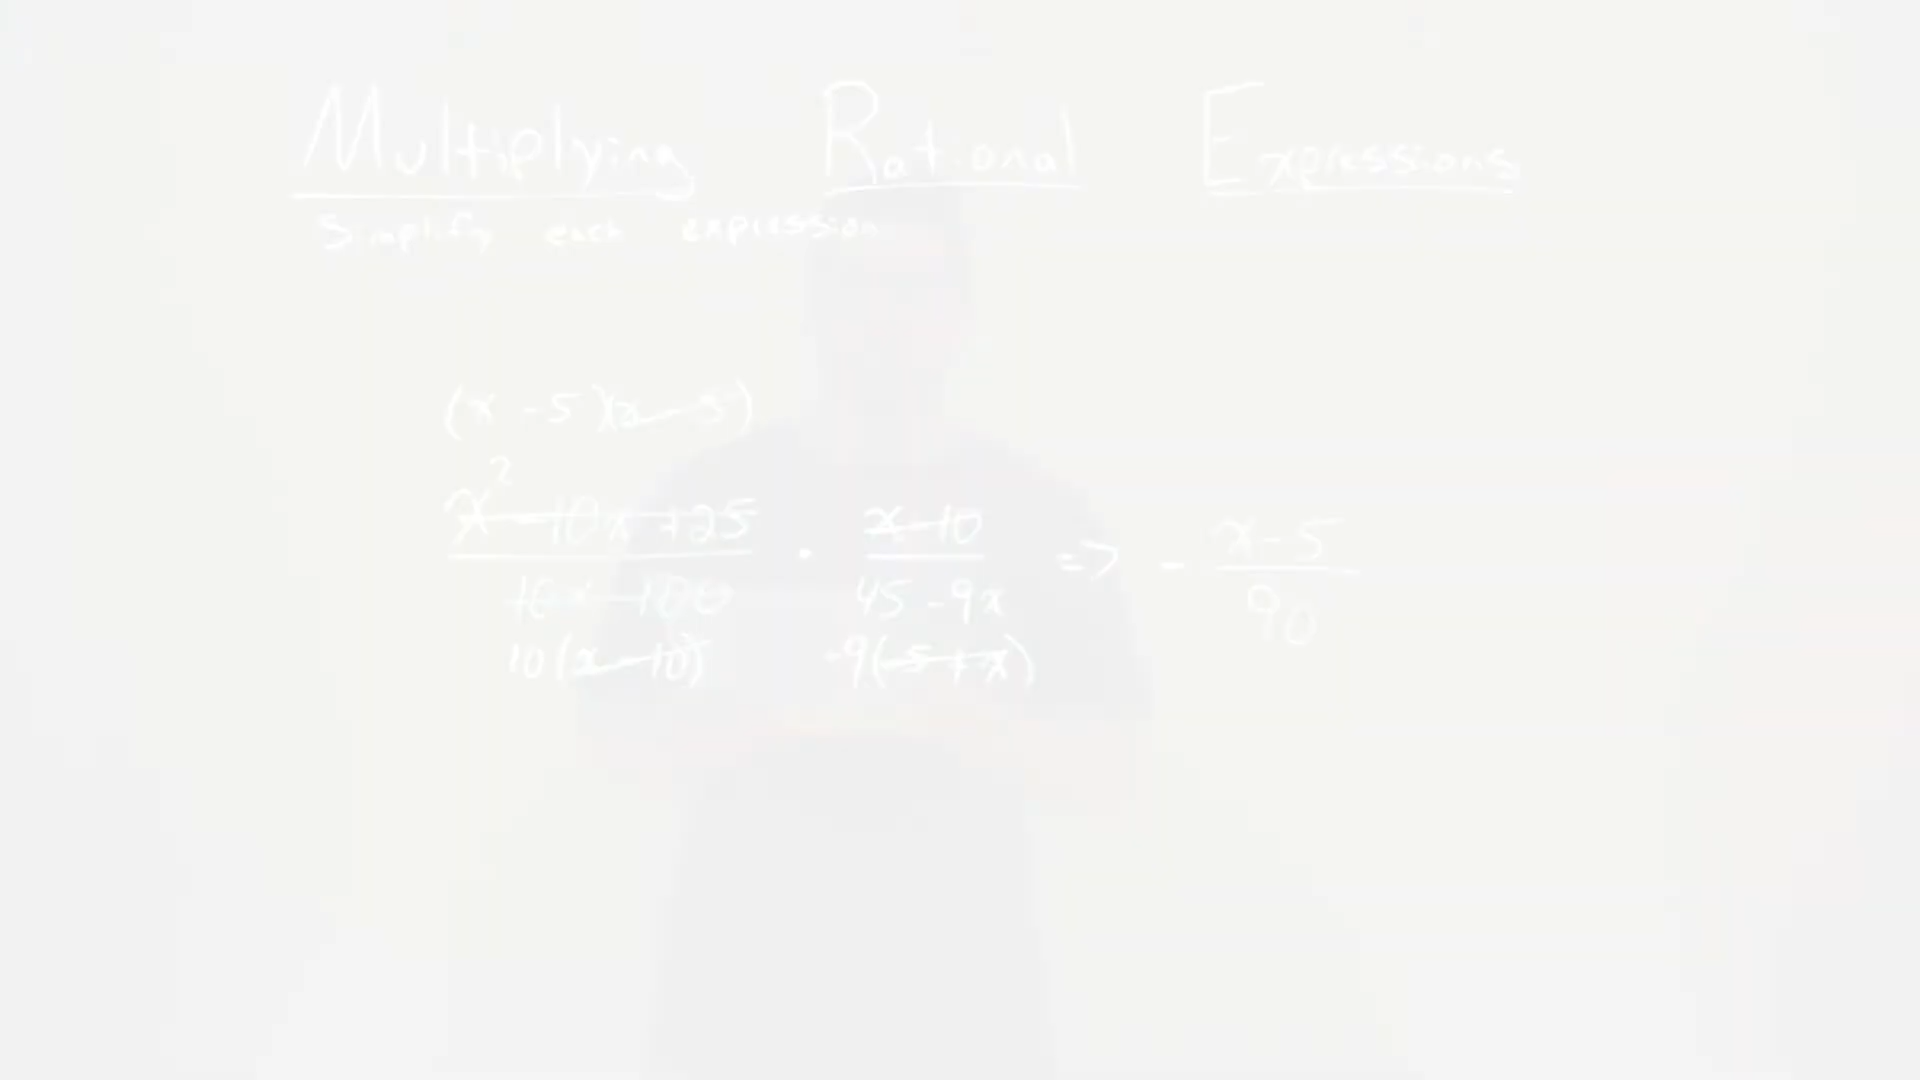 Multiplying Rational Expressions
Simplify each expression
(x - 5)(x - 5)
x² - 10x + 25 · x - 10 => - x - 5
10x - 100 45 - 9x 90
10(x - 10) -9(-5 + x)